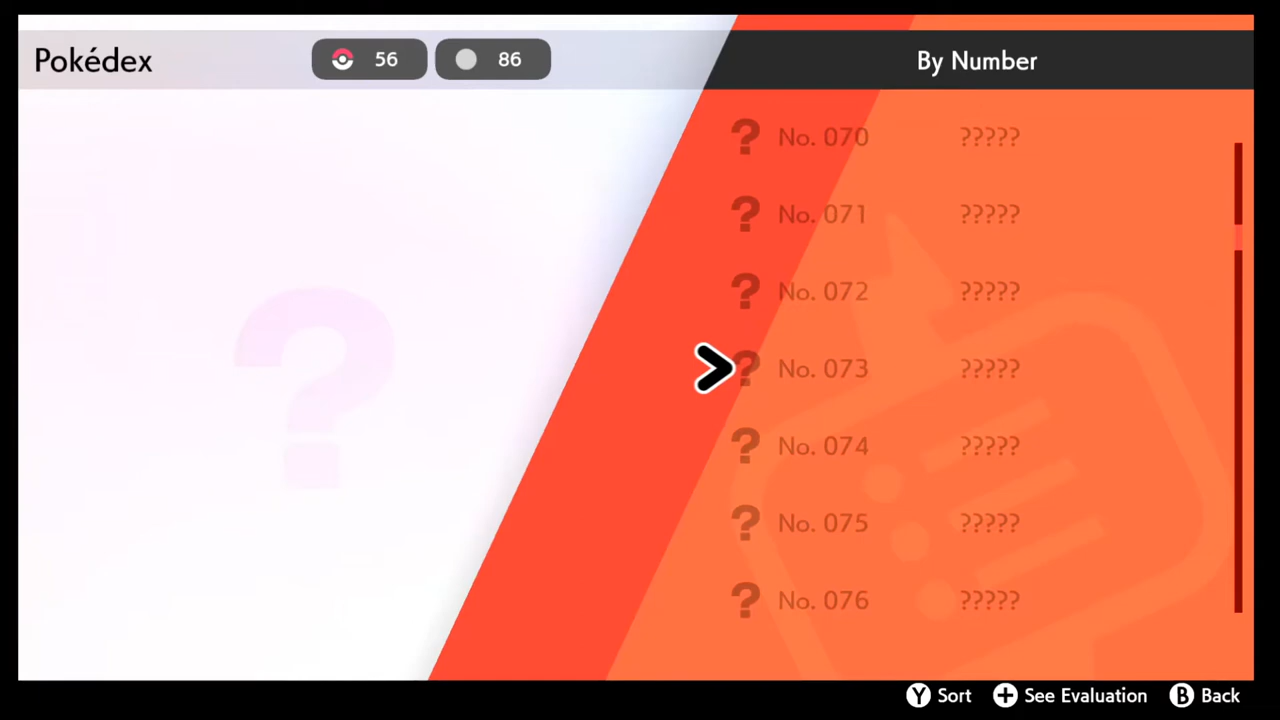 Pokédex 56 86 By Number
No. 070 ?????
No. 071 ?????
No. 072 ?????
No. 073 ?????
No. 074 ?????
No. 075 ?????
No. 076 ?????
Y Sort + See Evaluation B Back